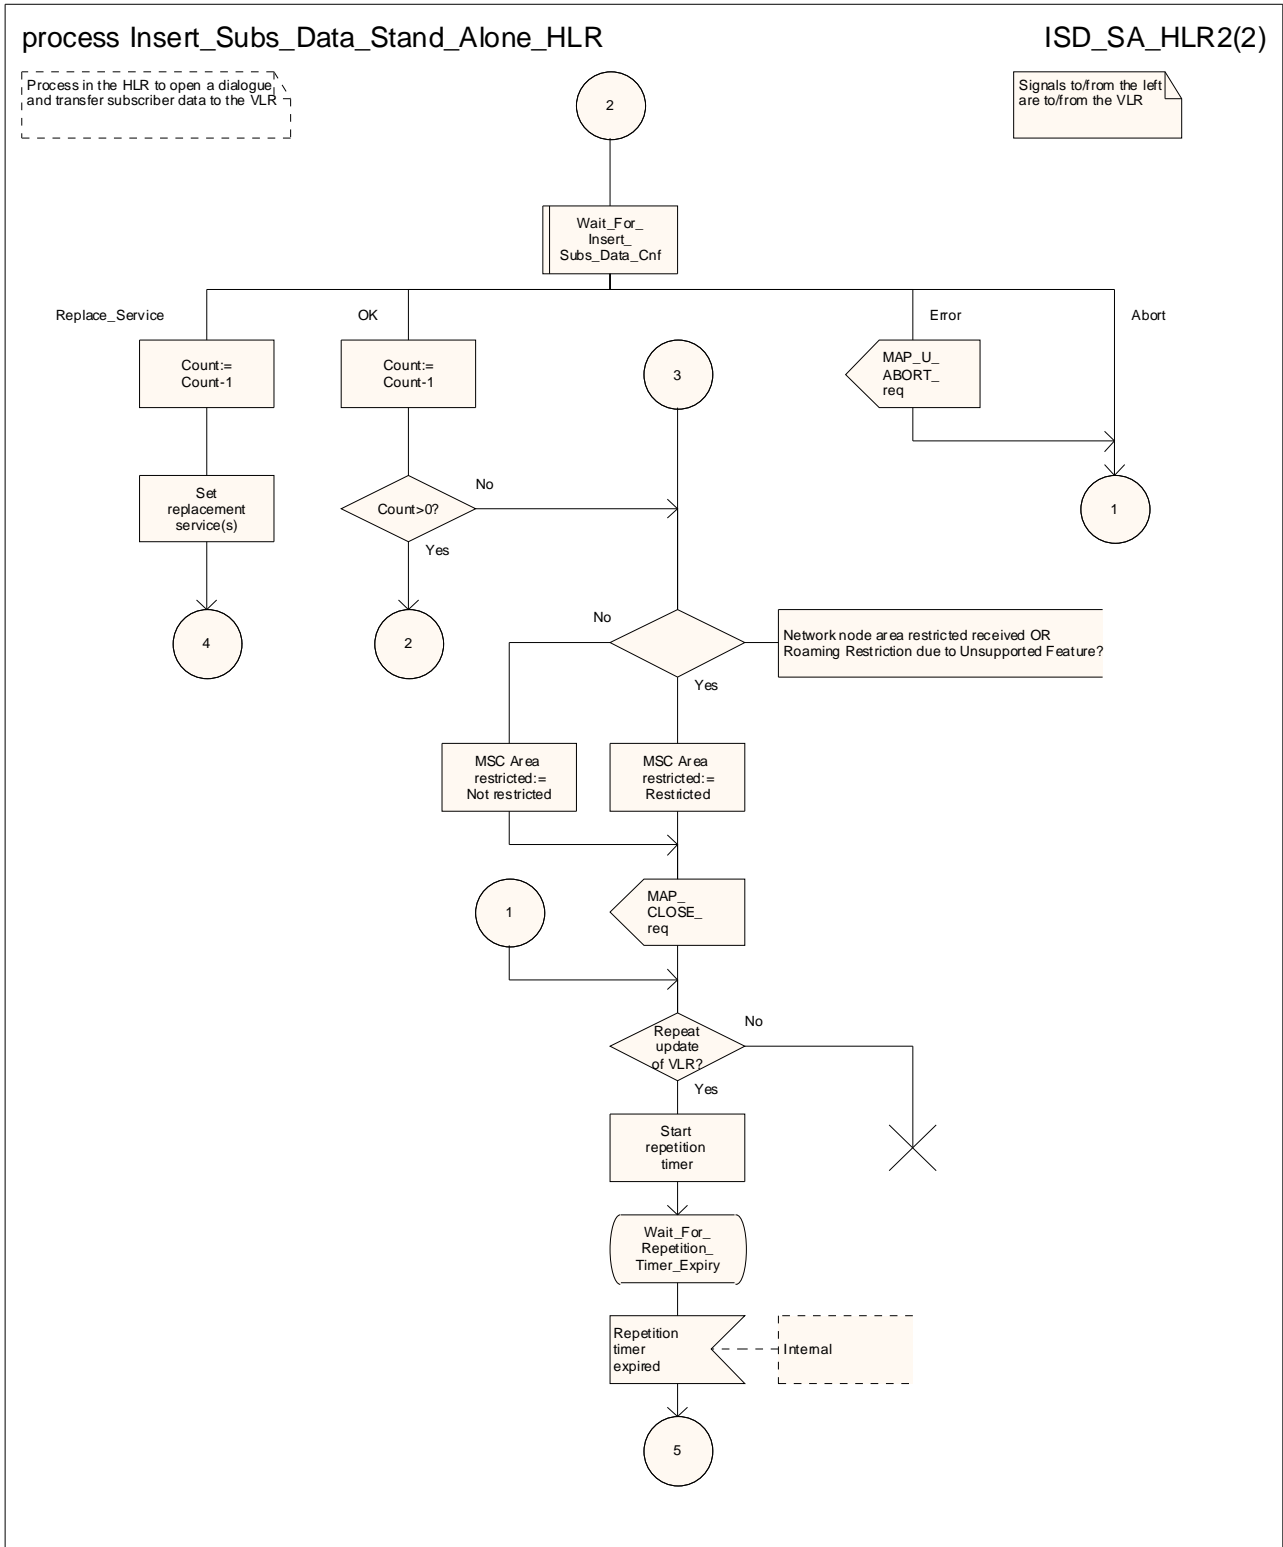 process Insert_Subs_Data_Stand_Alone_HLR
ISD_SA_HLR2(2)
Process in the HLR to open a dialogue
and transfer subscriber data to the VLR
2
Signals to/from the left
are to/from the VLR
Wait_For_
Insert_
Subs_Data_Cnf
Replace_Service
OK
Error
Abort
Count:=
Count-1
Count:=
Count-1
3
MAP_U_
ABORT_
req
Set
replacement
service(s)
Count>0?
No
Yes
1
4
2
No
Yes
Network node area restricted received OR
Roaming Restriction due to Unsupported Feature?
MSC Area
restricted:=
Not restricted
MSC Area
restricted:=
Restricted
1
MAP_
CLOSE_
req
Repeat
update
of VLR?
No
Yes
Start
repetition
timer
Wait_For_
Repetition_
Timer_Expiry
Repetition
timer
expired
Internal
5